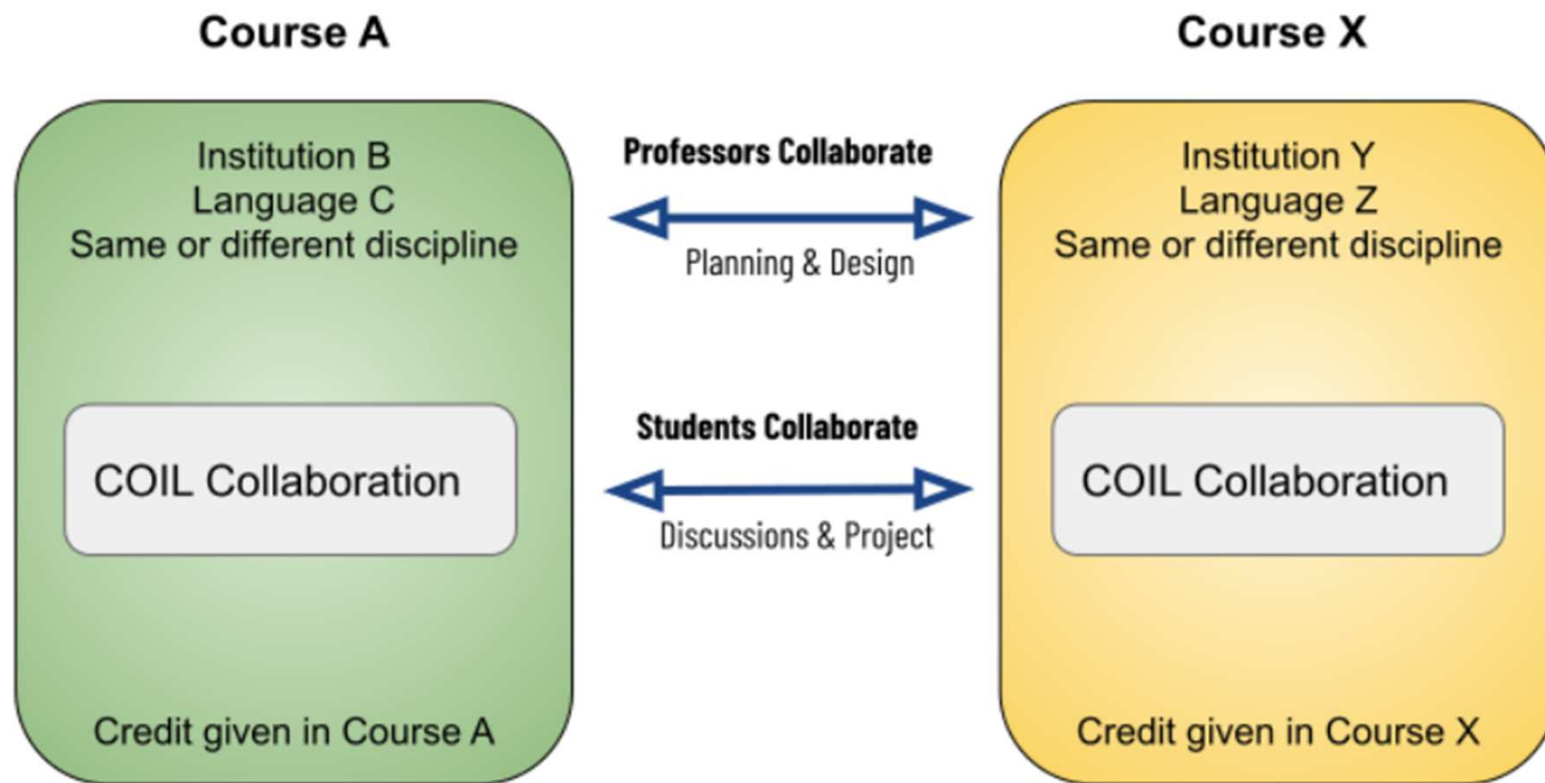 Course A
Institution B
Language C
Same or different discipline
COIL Collaboration
Credit given in Course A
Professors Collaborate
Planning & Design
Students Collaborate
Discussions & Project
Course X
Institution Y
Language Z
Same or different discipline
COIL Collaboration
Credit given in Course X